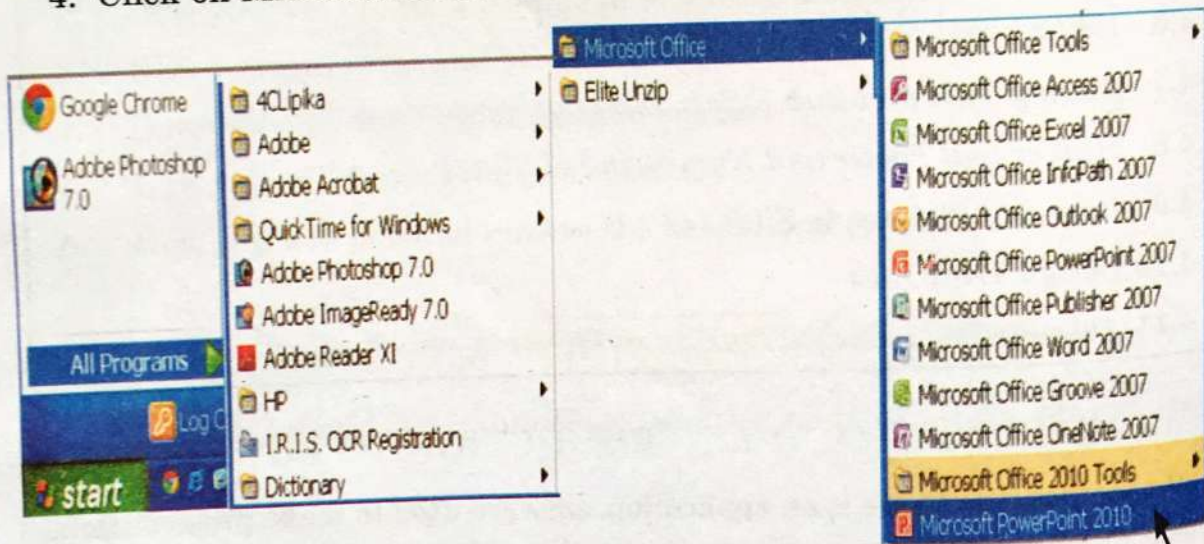 4. Click on
Google Chrome
Adobe Photoshop
7.0
All Programs
Log
start
4CLipika
Adobe
Adobe Acrobat
QuickTime for Windows
Adobe Photoshop 7.0
Adobe ImageReady 7.0
Adobe Reader XI
HP
I.R.I.S. OCR Registration
Dictionary
Microsoft Office
Elite Unzip
Microsoft Office Tools
Microsoft Office Access 2007
Microsoft Office Excel 2007
Microsoft Office InfoPath 2007
Microsoft Office Outlook 2007
Microsoft Office PowerPoint 2007
Microsoft Office Publisher 2007
Microsoft Office Word 2007
Microsoft Office Groove 2007
Microsoft Office OneNote 2007
Microsoft Office 2010 Tools
Microsoft PowerPoint 2010